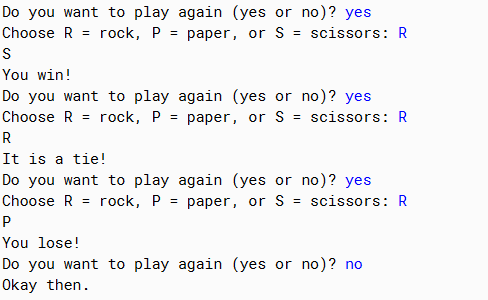 Do you want to play again (yes or no)? yes
Choose R = rock, P = paper, or S = scissors: R
S
You win!
Do you want to play again (yes or no)? yes
Choose R = rock, P = paper, or S = scissors: R
R
It is a tie!
Do you want to play again (yes or no)? yes
Choose R = rock, P = paper, or S = scissors: R
P
You lose!
Do you want to play again (yes or no)? no
Okay then.